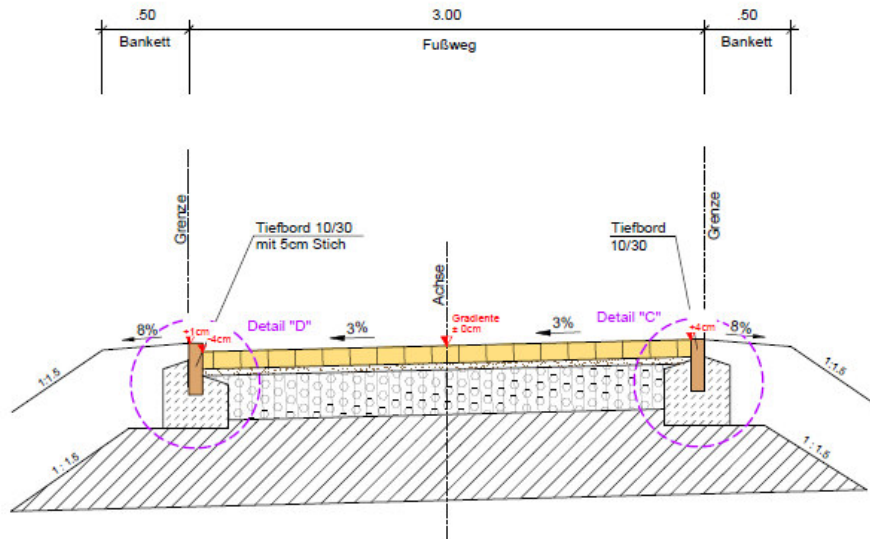 .50
3.00
.50
Bankett
Fußweg
Bankett
Grenze
Grenze
Achse
Tiefbord 10/30
mit 5cm Stich
Tiefbord
10/30
Gradiente
± 0cm
8%
+1cm
-4cm
Detail "D"
3%
3%
Detail "C"
+4cm
8%
1:1.5
1:1.5
1 : 1.5
1 : 1.5